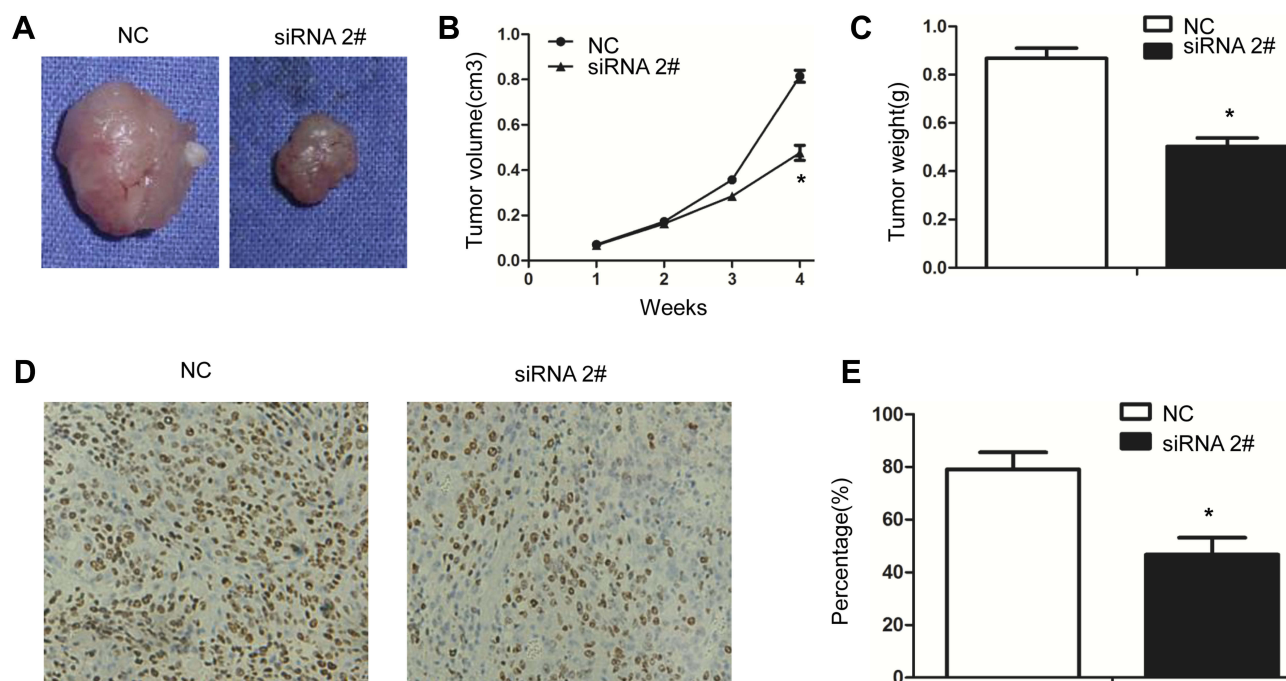 A
NC
siRNA 2#
B
Tumor volume(cm3)
1.0
0.8
0.6
0.4
0.2
0.0
NC
siRNA 2#
*
0 1 2 3 4
Weeks
C
Tumor weight(g)
1.0
0.8
0.6
0.4
0.2
0.0
NC
siRNA 2#
*
D
NC
siRNA 2#
E
Percentage(%)
100
80
60
40
20
0
NC
siRNA 2#
*